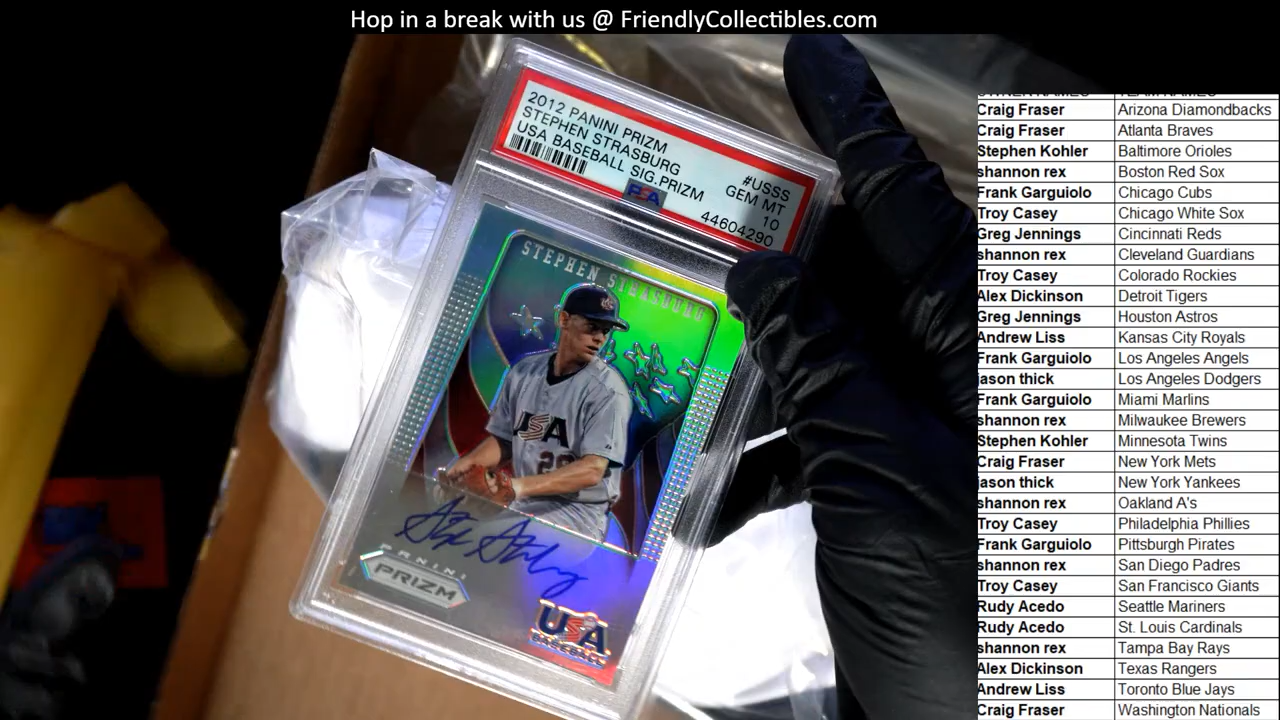 Hop in a break with us @ FriendlyCollectibles.com
2012 PANINI PRIZM
STEPHEN STRASBURG
USA BASEBALL SIG.PRIZM
#USSS
GEM MT
10
44604290
PSA
STEPHEN STRASBURG
USA
PANINI
PRIZM
USA
BASEBALL
Craig Fraser Arizona Diamondbacks
Craig Fraser Atlanta Braves
Stephen Kohler Baltimore Orioles
shannon rex Boston Red Sox
Frank Garguiolo Chicago Cubs
Troy Casey Chicago White Sox
Greg Jennings Cincinnati Reds
shannon rex Cleveland Guardians
Troy Casey Colorado Rockies
Alex Dickinson Detroit Tigers
Greg Jennings Houston Astros
Andrew Liss Kansas City Royals
Frank Garguiolo Los Angeles Angels
jason thick Los Angeles Dodgers
Frank Garguiolo Miami Marlins
shannon rex Milwaukee Brewers
Stephen Kohler Minnesota Twins
Craig Fraser New York Mets
jason thick New York Yankees
shannon rex Oakland A's
Troy Casey Philadelphia Phillies
Frank Garguiolo Pittsburgh Pirates
shannon rex San Diego Padres
Troy Casey San Francisco Giants
Rudy Acedo Seattle Mariners
Rudy Acedo St. Louis Cardinals
shannon rex Tampa Bay Rays
Alex Dickinson Texas Rangers
Andrew Liss Toronto Blue Jays
Craig Fraser Washington Nationals